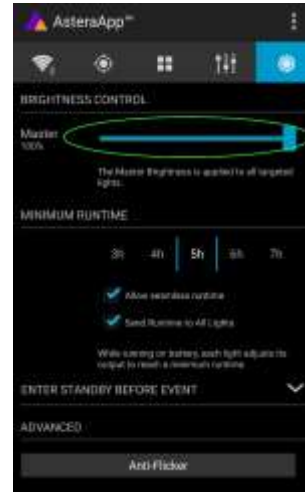 AsteraApp™
BRIGHTNESS CONTROL
Master
100%
The Master Brightness is applied to all targeted
lights.
MINIMUM RUNTIME
3h 4h 5h 6h 7h
Allow seamless runtime
Send Runtime to All Lights
While running on battery, each light adjusts its
output to reach a minimum runtime
ENTER STANDBY BEFORE EVENT
ADVANCED
Anti-Flicker